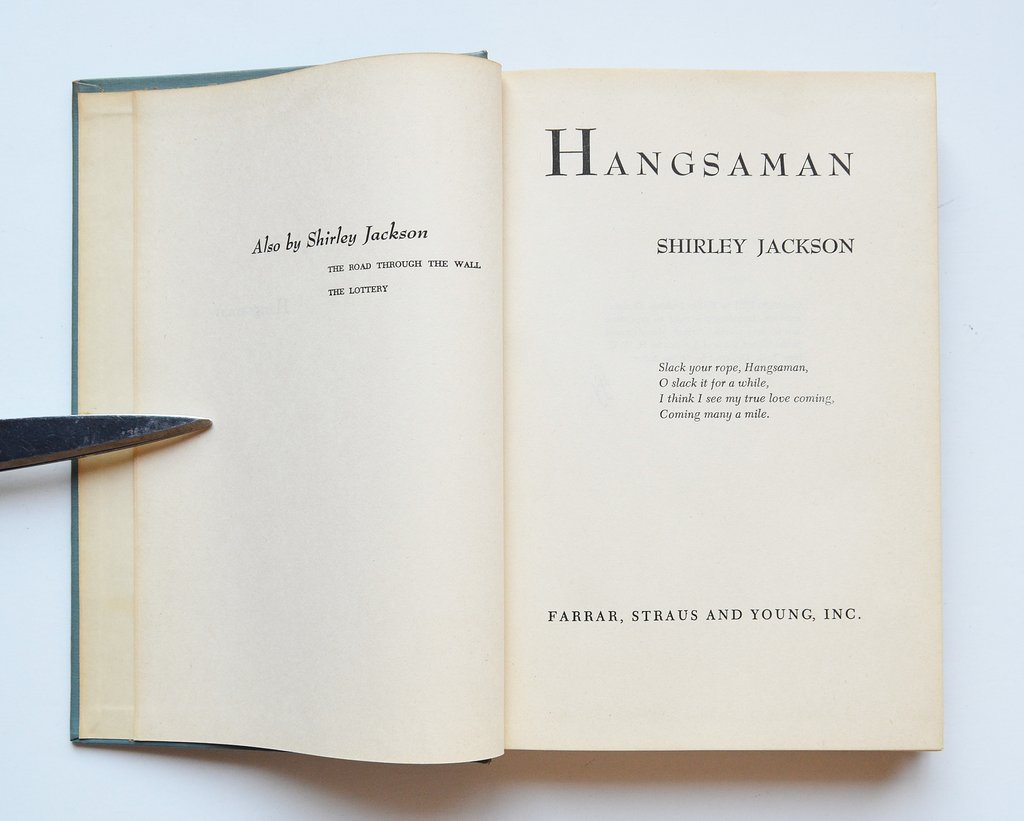 Also by Shirley Jackson
THE ROAD THROUGH THE WALL
THE LOTTERY
HANGSAMAN
SHIRLEY JACKSON
Slack your rope, Hangsaman,
O slack it for a while,
I think I see my true love coming,
Coming many a mile.
FARRAR, STRAUS AND YOUNG, INC.